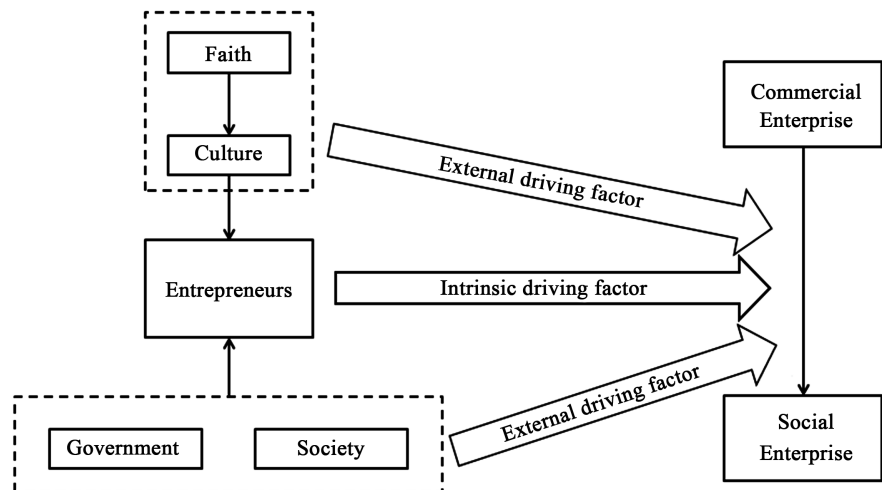 Faith
Culture
Entrepreneurs
Government
Society
External driving factor
Intrinsic driving factor
External driving factor
Commercial
Enterprise
Social
Enterprise